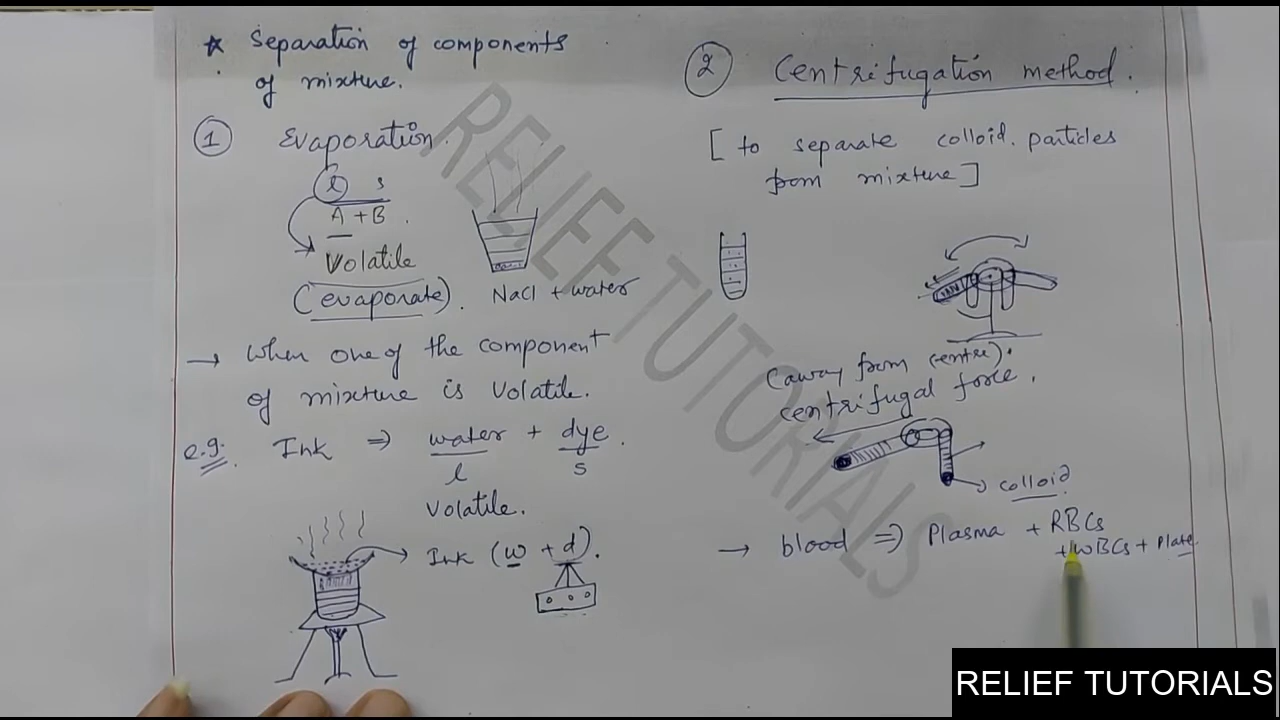 * Separation of components
of mixture.
① Evaporation.
l s
A + B.
Volatile
(evaporate).
NaCl + water
→ When one of the component
of mixture is volatile.
e.g. Ink ⇒ water + dye.
l s
Volatile.
Ink (w + d).
② Centrifugation method.
[to separate colloid particles
from mixture]
(away from centre).
centrifugal force.
colloid
→ blood ⇒ Plasma + RBCs
+ WBCs + Plate
RELIEF TUTORIALS
RELIEF TUTORIALS